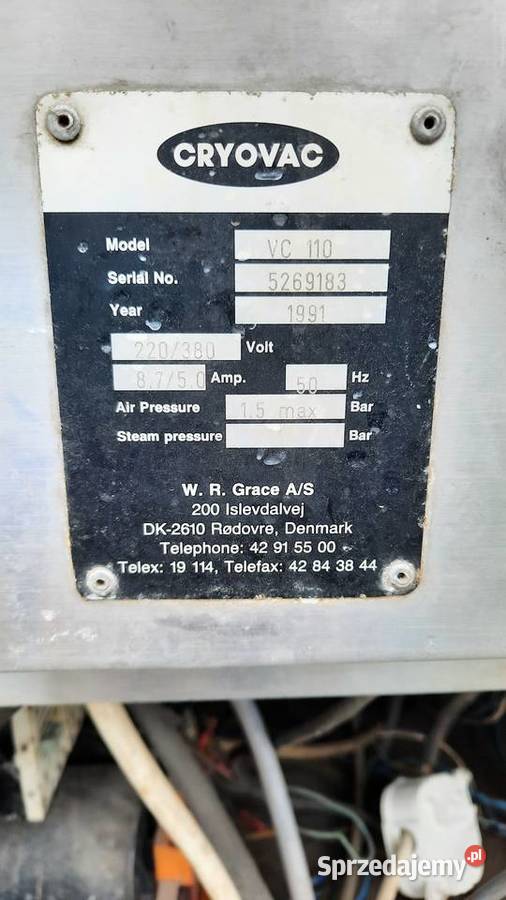 CRYOVAC
Model VC 110
Serial No. 5269183
Year 1991
220/380 Volt
8.7/5.0 Amp. 50 Hz
Air Pressure 1.5 max Bar
Steam pressure Bar
W. R. Grace A/S
200 Islevdalvej
DK-2610 Rødovre, Denmark
Telephone: 42 91 55 00
Telex: 19 114, Telefax: 42 84 38 44
Sprzedajemy.pl